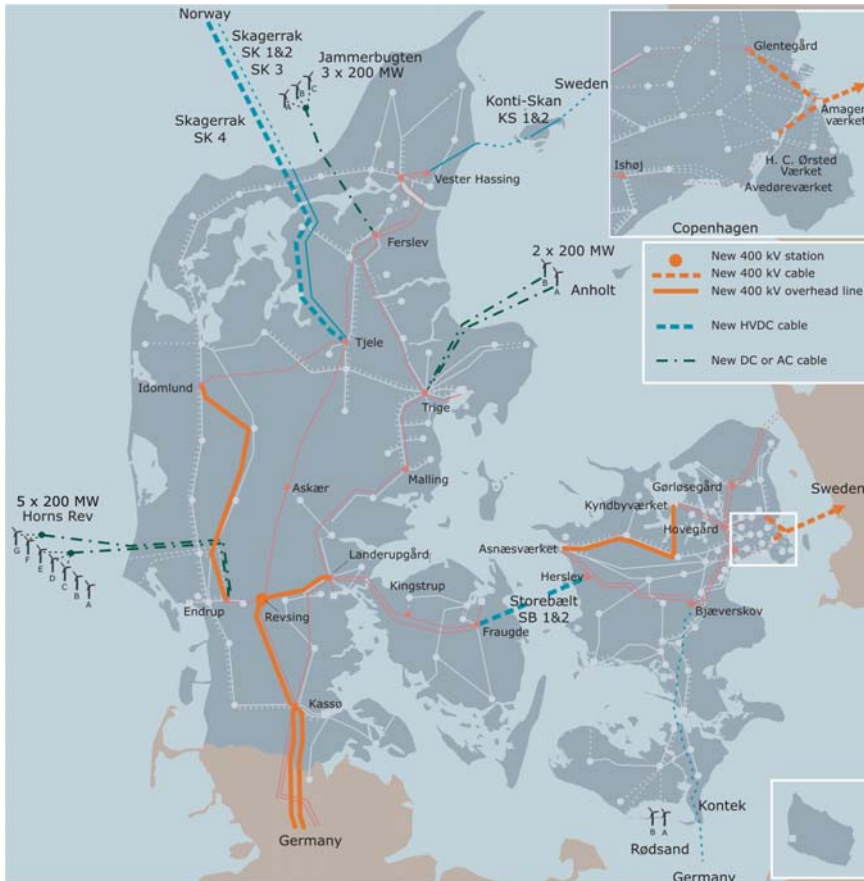 Norway
Skagerrak
SK 1&2
SK 3
Jammerbugten
3 x 200 MW
A
B
C
Skagerrak
SK 4
Konti-Skan
KS 1&2
Sweden
Vester Hassing
Ferslev
2 x 200 MW
B
A
Anholt
Tjele
Idomlund
Trige
Askær
Malling
5 x 200 MW
Horns Rev
G
F
E
D
C
B
A
Endrup
Revsing
Landerupgård
Kingstrup
Fraugde
Kassø
Germany
Storebælt
SB 1&2
Gørløsegård
Kyndbyværket
Hovegård
Asnæsværket
Herslev
Bjæverskov
Sweden
Kontek
B
A
Rødsand
Germany
Glentegård
Amager
værket
H. C. Ørsted
Værket
Avedøreværket
Ishøj
Copenhagen
New 400 kV station
New 400 kV cable
New 400 kV overhead line
New HVDC cable
New DC or AC cable